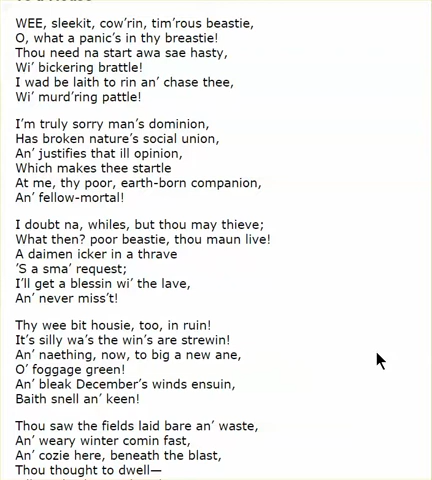 WEE, sleekit, cow’rin, tim’rous beastie,
O, what a panic’s in thy breastie!
Thou need na start awa sae hasty,
Wi’ bickering brattle!
I wad be laith to rin an’ chase thee,
Wi’ murd’ring pattle!
I’m truly sorry man’s dominion,
Has broken nature’s social union,
An’ justifies that ill opinion,
Which makes thee startle
At me, thy poor, earth-born companion,
An’ fellow-mortal!
I doubt na, whiles, but thou may thieve;
What then? poor beastie, thou maun live!
A daimen icker in a thrave
’S a sma’ request;
I’ll get a blessin wi’ the lave,
An’ never miss’t!
Thy wee bit housie, too, in ruin!
It’s silly wa’s the win’s are strewin!
An’ naething, now, to big a new ane,
O’ foggage green!
An’ bleak December’s winds ensuin,
Baith snell an’ keen!
Thou saw the fields laid bare an’ waste,
An’ weary winter comin fast,
An’ cozie here, beneath the blast,
Thou thought to dwell—